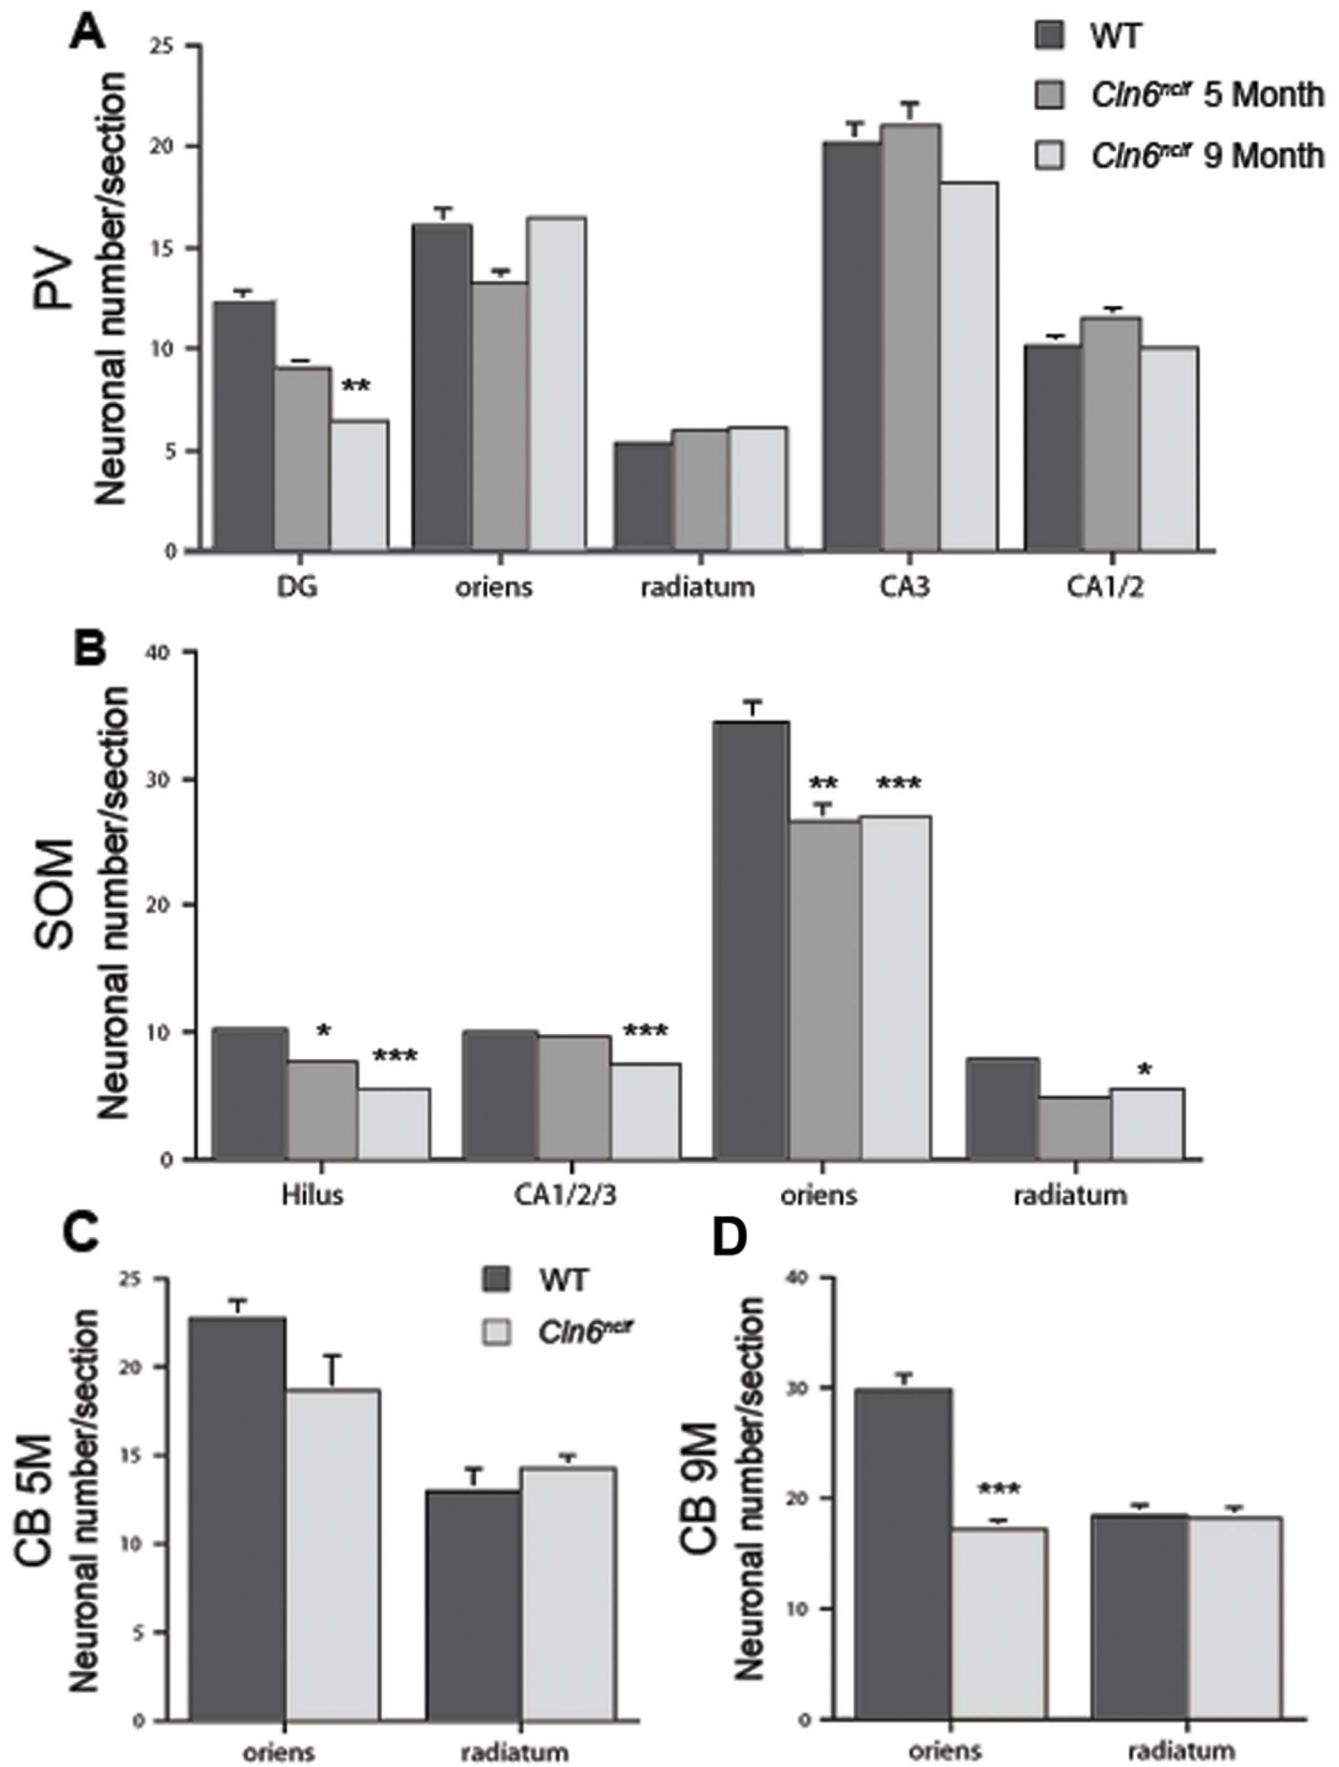 A
WT
Cln6nclf 5 Month
Cln6nclf 9 Month
PV
Neuronal number/section
25
20
15
10
5
0
**
DG
oriens
radiatum
CA3
CA1/2
B
SOM
Neuronal number/section
40
30
20
10
0
*
***
***
**
***
*
Hilus
CA1/2/3
oriens
radiatum
C
WT
Cln6nclf
CB 5M
Neuronal number/section
25
20
15
10
5
0
oriens
radiatum
D
CB 9M
Neuronal number/section
40
30
20
10
0
***
oriens
radiatum